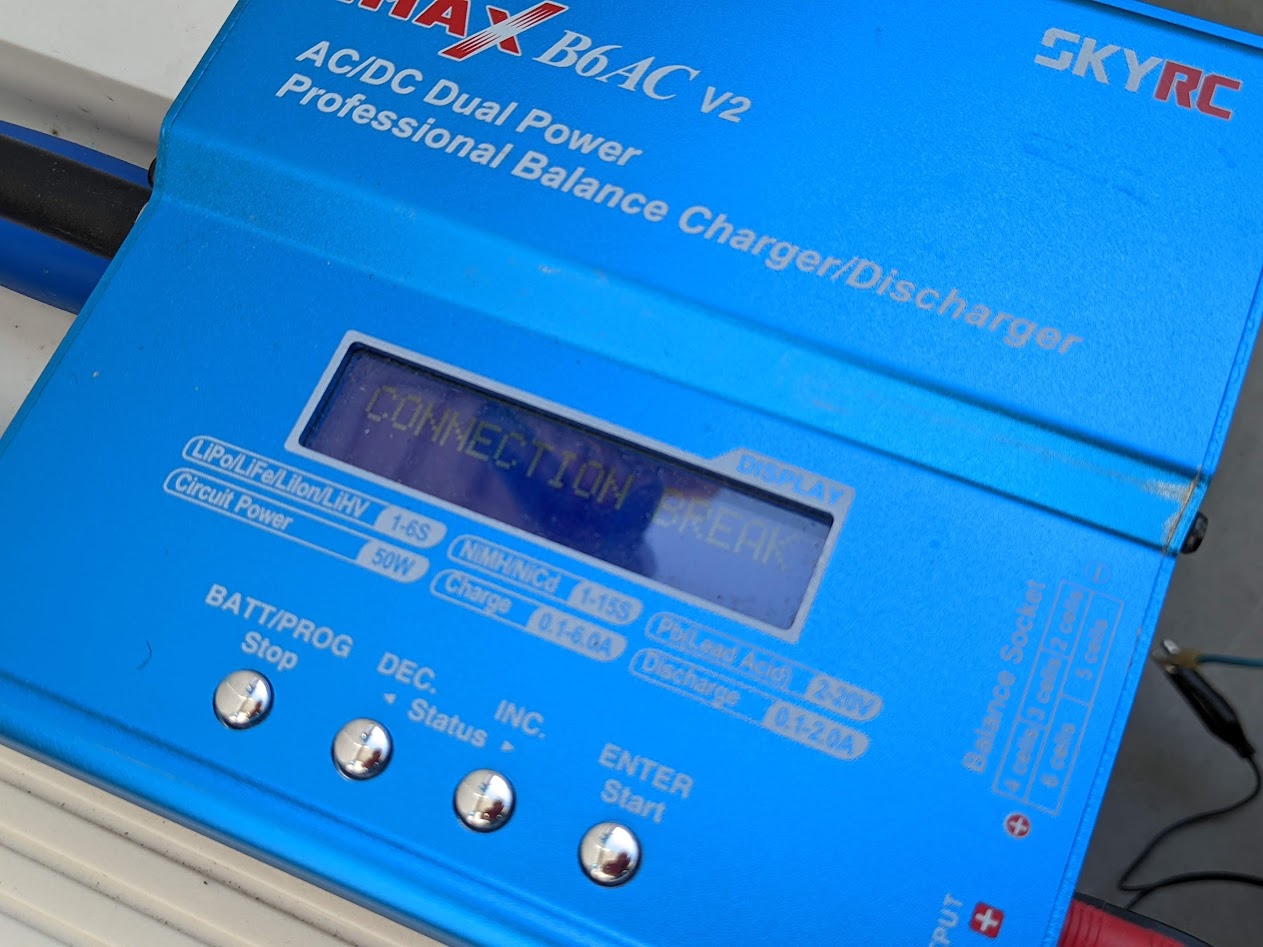 MAX B6AC V2
SKYRC
AC/DC Dual Power
Professional Balance Charger/Discharger
DISPLAY
CONNECTION BREAK
LiPo/LiFe/LiIon/LiHV 1-6S
NiMH/NiCd 1-15S
Pb(Lead Acid) 2-20V
Circuit Power 50W
Charge 0.1-6.0A
Discharge 0.1-2.0A
BATT/PROG
Stop
DEC.
INC.
◄ Status ►
ENTER
Start
Balance Socket
2 cells
3 cells
4 cells
5 cells
6 cells